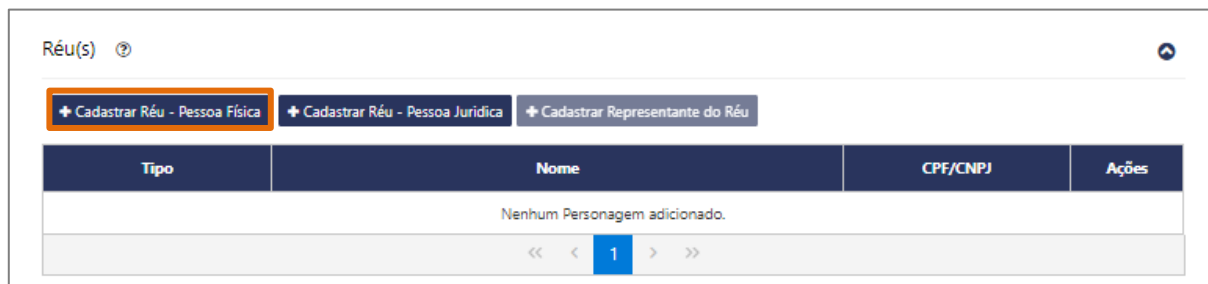 Réu(s) ?
+ Cadastrar Réu - Pessoa Física + Cadastrar Réu - Pessoa Juridica + Cadastrar Representante do Réu
Tipo Nome CPF/CNPJ Ações
Nenhum Personagem adicionado.
<< < 1 > >>